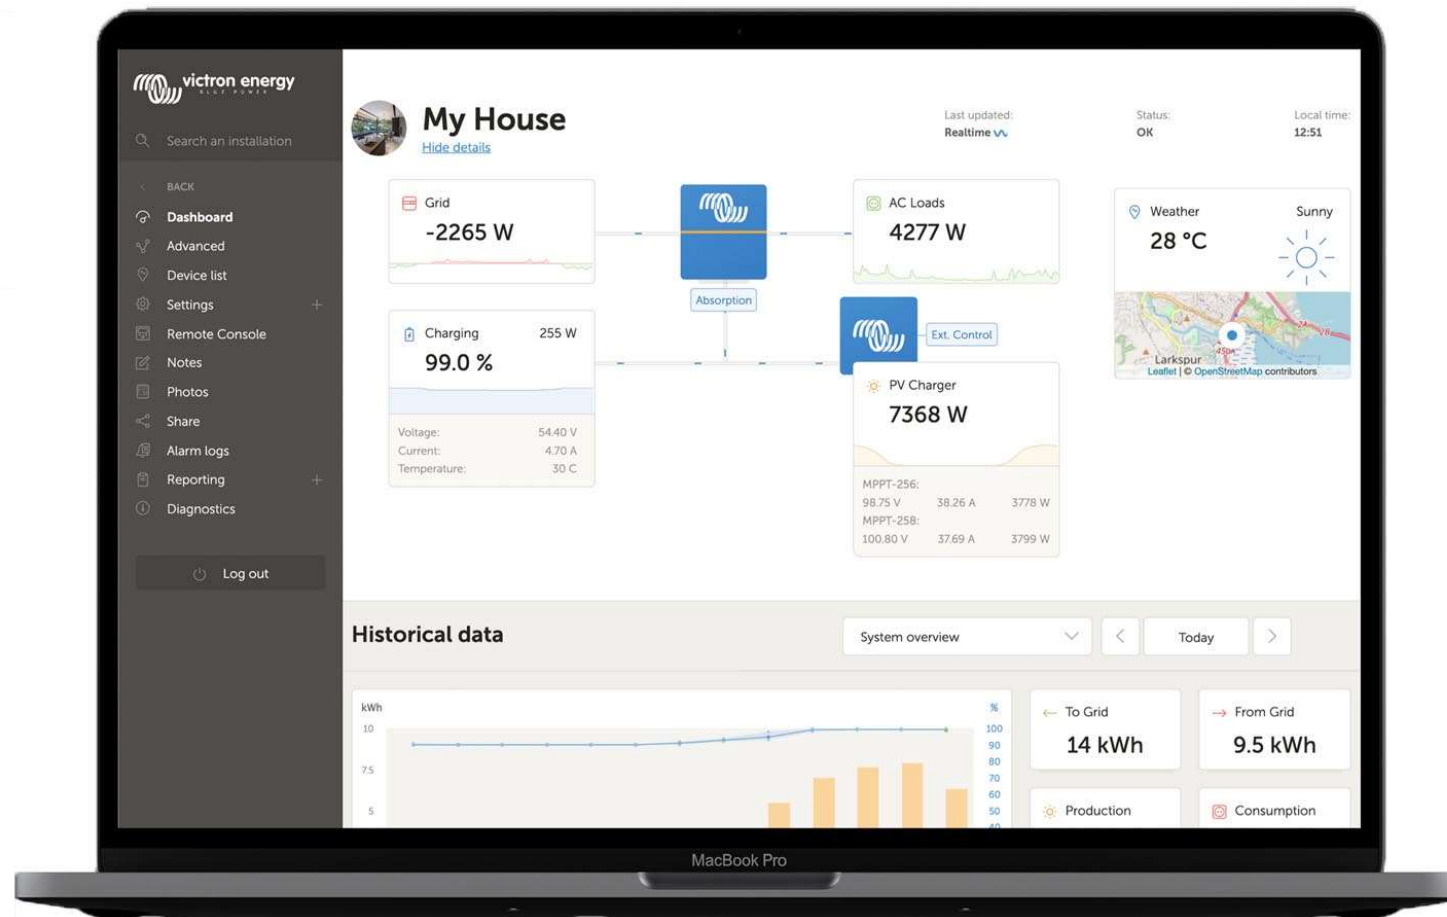 victron energy
BLUE POWER
Search an installation
BACK
Dashboard
Advanced
Device list
Settings
Remote Console
Notes
Photos
Share
Alarm logs
Reporting
Diagnostics
Log out
My House
Hide details
Last updated:
Realtime
Status:
OK
Local time:
12:51
Grid
-2265 W
AC Loads
4277 W
Absorption
Charging 255 W
99.0 %
Voltage: 54.40 V
Current: 4.70 A
Temperature: 30 C
Ext. Control
PV Charger
7368 W
MPPT-256:
98.75 V 38.26 A 3778 W
MPPT-258:
100.80 V 37.69 A 3799 W
Weather Sunny
28 °C
Larkspur
Leaflet | © OpenStreetMap contributors
Historical data
System overview
Today
kWh
10
7.5
5
%
100
90
80
70
60
50
40
To Grid
14 kWh
From Grid
9.5 kWh
Production
Consumption
MacBook Pro